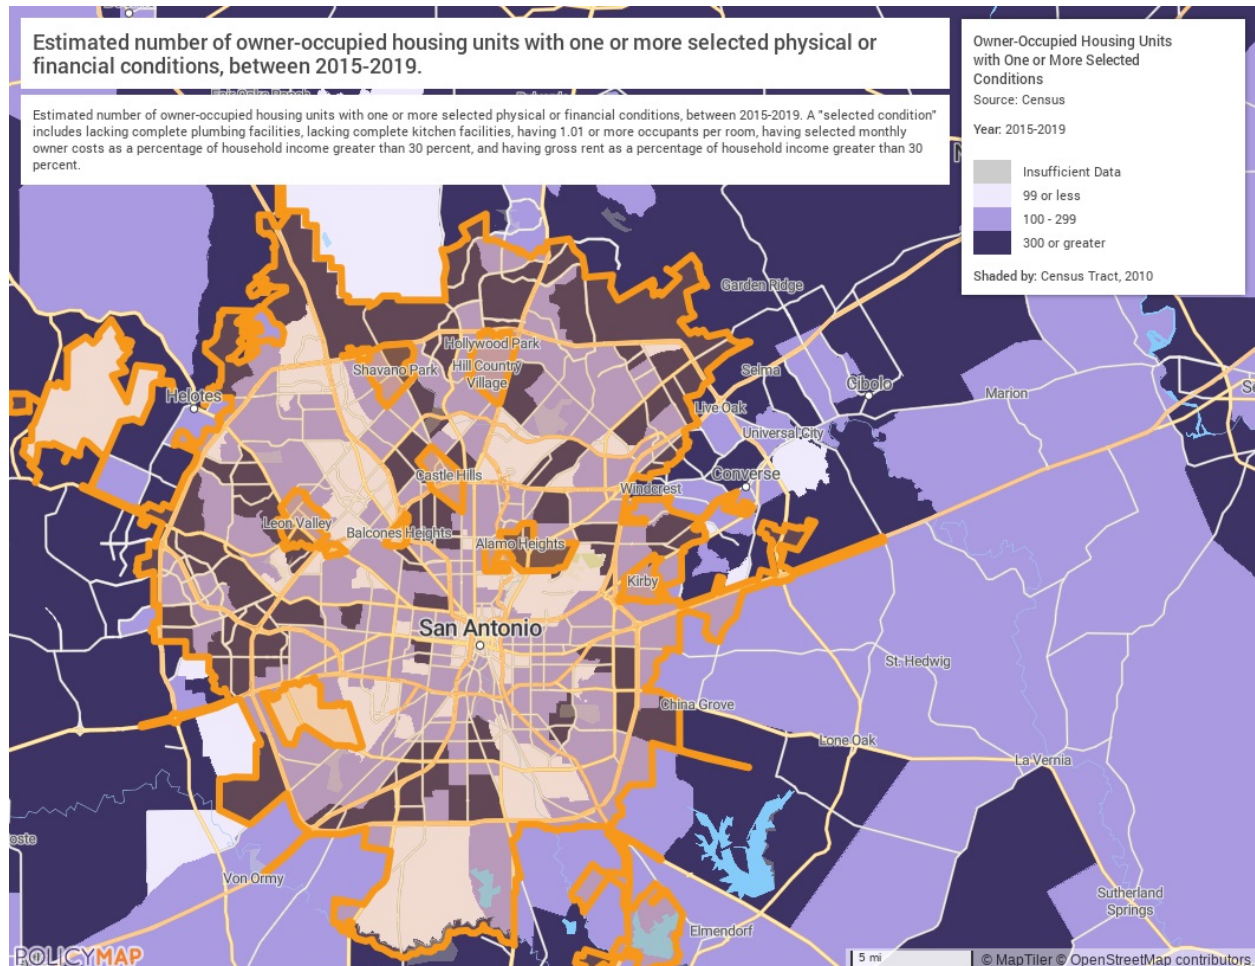 Estimated number of owner-occupied housing units with one or more selected physical or
financial conditions, between 2015-2019.
Estimated number of owner-occupied housing units with one or more selected physical or financial conditions, between 2015-2019. A "selected condition"
includes lacking complete plumbing facilities, lacking complete kitchen facilities, having 1.01 or more occupants per room, having selected monthly
owner costs as a percentage of household income greater than 30 percent, and having gross rent as a percentage of household income greater than 30
percent.
Owner-Occupied Housing Units
with One or More Selected
Conditions
Source: Census
Year: 2015-2019
Insufficient Data
99 or less
100 - 299
300 or greater
Shaded by: Census Tract, 2010
Garden Ridge
Hollywood Park
Shavano Park
Hill Country
Village
Selma
Cibolo
Marion
Helotes
Live Oak
Universal City
Castle Hills
Converse
Windcrest
Leon Valley
Balcones Heights
Alamo Heights
Kirby
San Antonio
St. Hedwig
China Grove
Lone Oak
La Vernia
oste
Von Ormy
Sutherland
Springs
Elmendorf
POLICYMAP
5 mi
© MapTiler © OpenStreetMap contributors